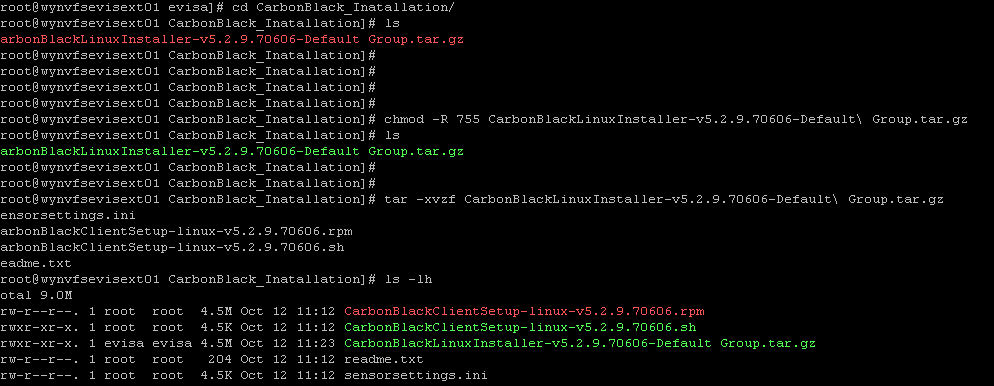 root@wynvfsevisext01 evisa]# cd CarbonBlack_Inatallation/
root@wynvfsevisext01 CarbonBlack_Inatallation]# ls
arbonBlackLinuxInstaller-v5.2.9.70606-Default Group.tar.gz
root@wynvfsevisext01 CarbonBlack_Inatallation]#
root@wynvfsevisext01 CarbonBlack_Inatallation]#
root@wynvfsevisext01 CarbonBlack_Inatallation]#
root@wynvfsevisext01 CarbonBlack_Inatallation]#
root@wynvfsevisext01 CarbonBlack_Inatallation]# chmod -R 755 CarbonBlackLinuxInstaller-v5.2.9.70606-Default\ Group.tar.gz
root@wynvfsevisext01 CarbonBlack_Inatallation]# ls
arbonBlackLinuxInstaller-v5.2.9.70606-Default Group.tar.gz
root@wynvfsevisext01 CarbonBlack_Inatallation]#
root@wynvfsevisext01 CarbonBlack_Inatallation]#
root@wynvfsevisext01 CarbonBlack_Inatallation]# tar -xvzf CarbonBlackLinuxInstaller-v5.2.9.70606-Default\ Group.tar.gz
ensorsettings.ini
arbonBlackClientSetup-linux-v5.2.9.70606.rpm
arbonBlackClientSetup-linux-v5.2.9.70606.sh
eadme.txt
root@wynvfsevisext01 CarbonBlack_Inatallation]# ls -lh
otal 9.0M
rw-r--r--. 1 root  root  4.5M Oct 12 11:12 CarbonBlackClientSetup-linux-v5.2.9.70606.rpm
rwxr-xr-x. 1 root  root  4.5K Oct 12 11:12 CarbonBlackClientSetup-linux-v5.2.9.70606.sh
rwxr-xr-x. 1 evisa evisa 4.5M Oct 12 11:23 CarbonBlackLinuxInstaller-v5.2.9.70606-Default Group.tar.gz
rw-r--r--. 1 root  root   204 Oct 12 11:12 readme.txt
rw-r--r--. 1 root  root  4.5K Oct 12 11:12 sensorsettings.ini